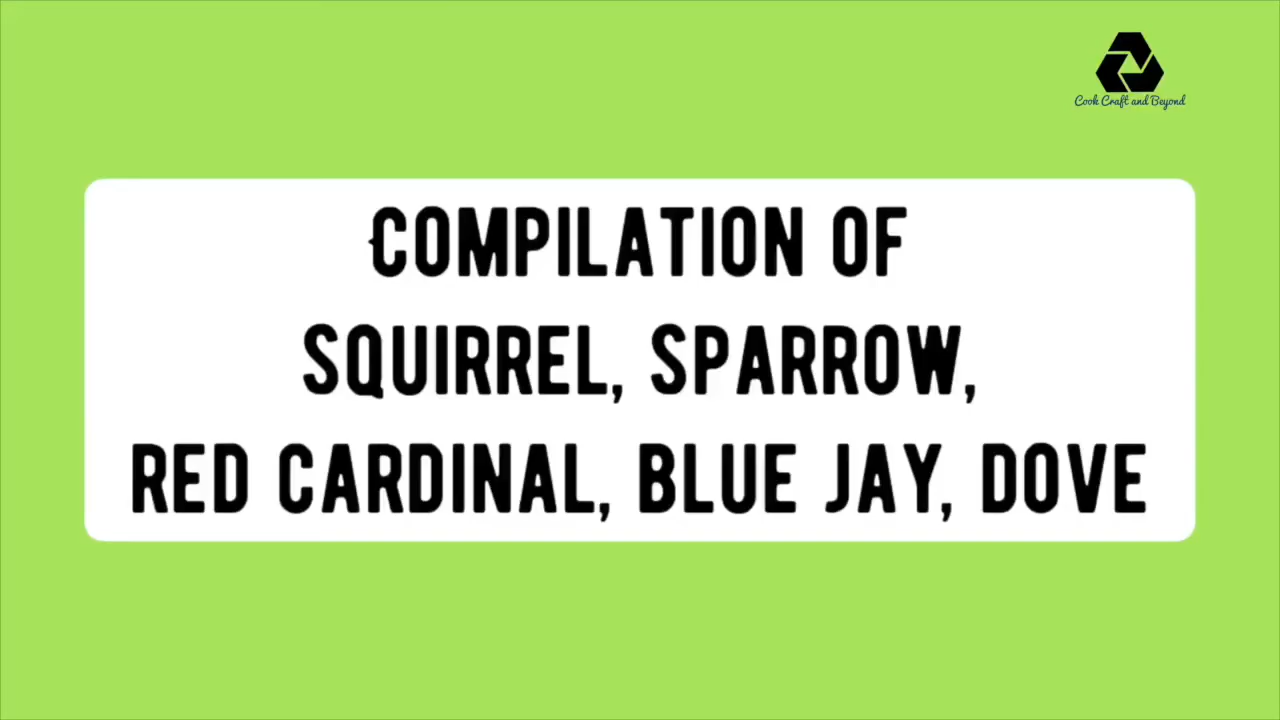 Cook Craft and Beyond
COMPILATION OF
SQUIRREL, SPARROW,
RED CARDINAL, BLUE JAY, DOVE